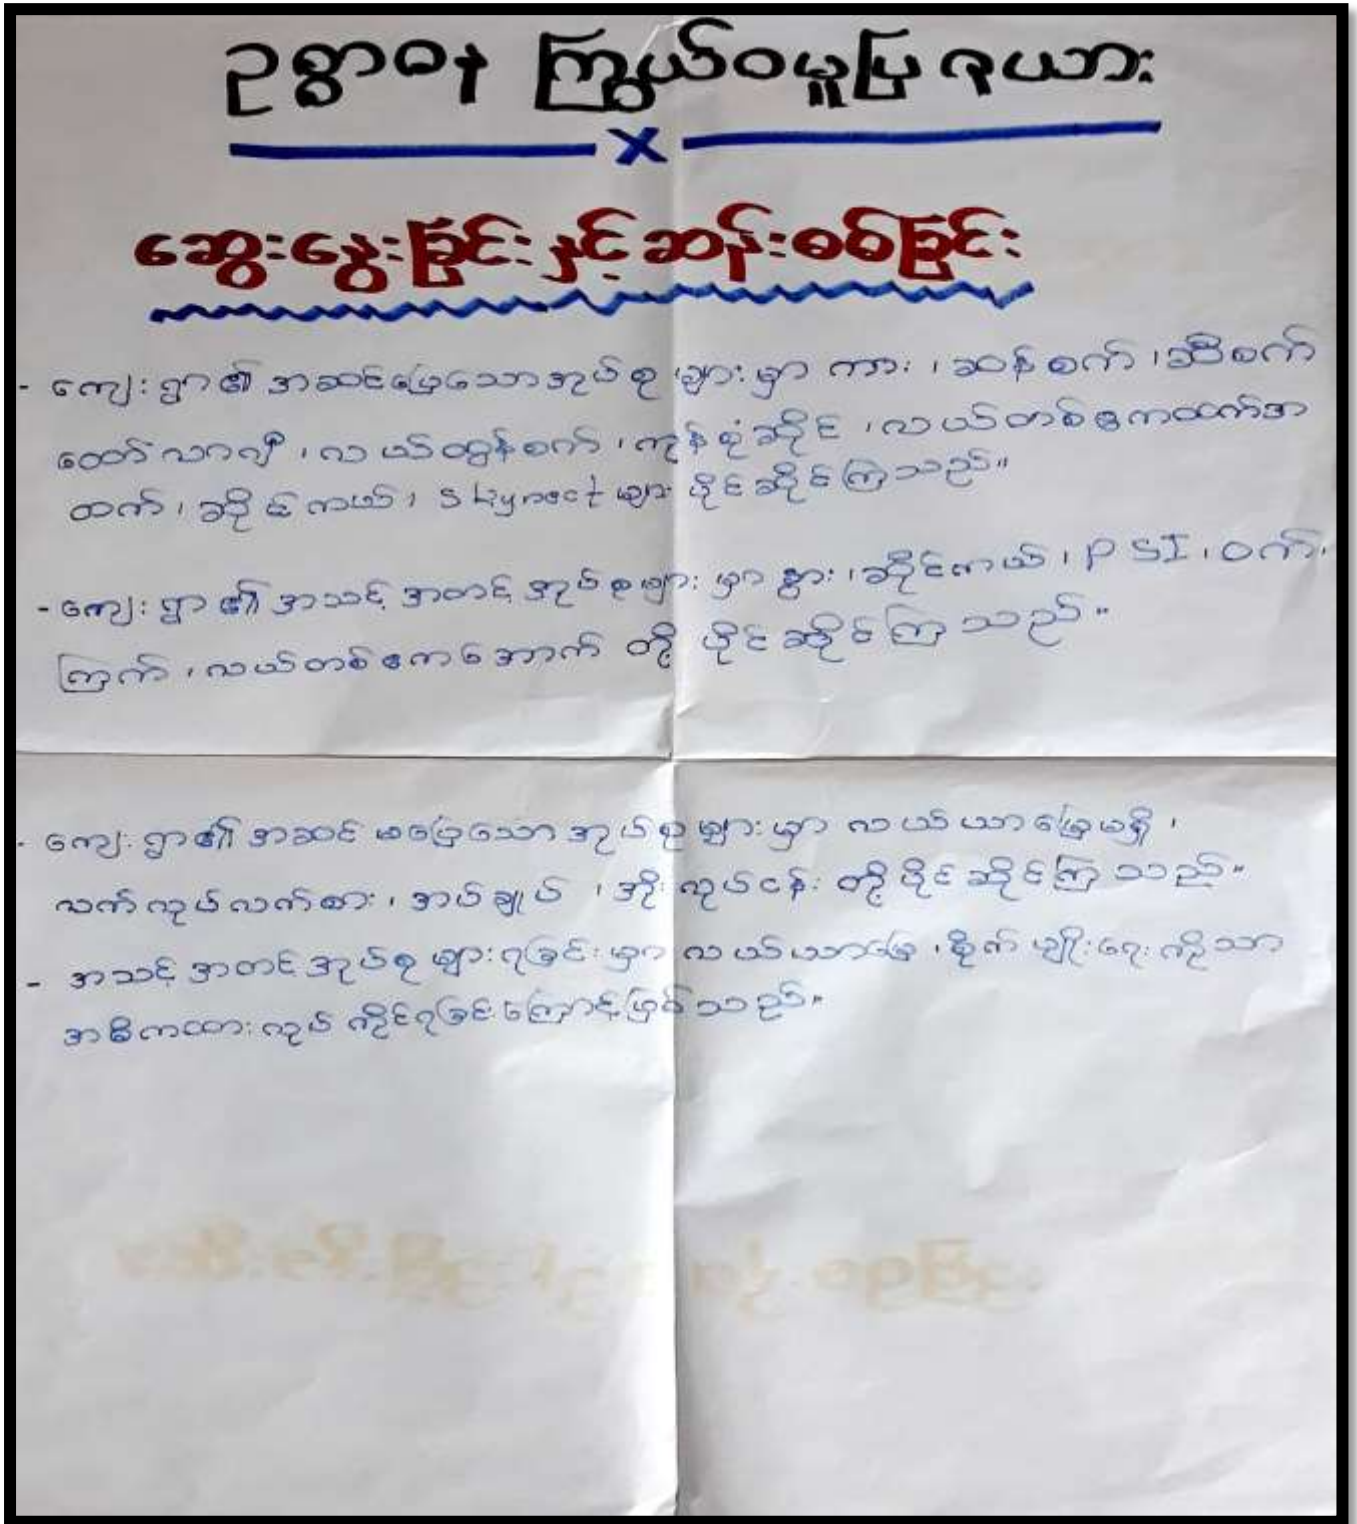 ဥစ္စာဓန ကြွယ်ဝမှုပြ ဇယား
x
ဆွေးနွေးခြင်းနှင့်ဆန်းစစ်ခြင်း
- ကျေးရွာ၏ အဆင်ပြေသောအုပ်စု များမှာ ကား ၊ ဆန်စက် ၊ ဆီစက်
ထော်လာဂျီ ၊ လယ်ထွန်စက် ၊ ကုန်စုံဆိုင် ၊ လယ်တစ်ဧကထက်အ
ထက် ၊ ဆိုင်ကယ် ၊ Skynect များ ပိုင်ဆိုင်ကြသည်။
- ကျေးရွာ၏ အသင့်အတင့်အုပ်စုများ မှာ နွား ၊ ဆိုင်ကယ် ၊ PSI ၊ ဝက် ၊
ကြက် ၊ လယ်တစ်ဧကအောက် တို့ ပိုင်ဆိုင်ကြသည်။
- ကျေးရွာ၏ အဆင်မပြေသောအုပ်စုများမှာ လယ်ယာမြေမရှိ ၊
လက်လုပ်လက်စား ၊ အပ်ချုပ် ၊ အိုးလုပ်ငန်း တို့ပိုင်ဆိုင်ကြသည်။
- အသင့်အတင့်အုပ်စုများရခြင်းမှာ လယ်ယာမြေ ၊ စိုက်ပျိုးရေးကိုသာ
အဓိကထားလုပ်ကိုင်ရခြင်းကြောင့်ဖြစ်သည်။